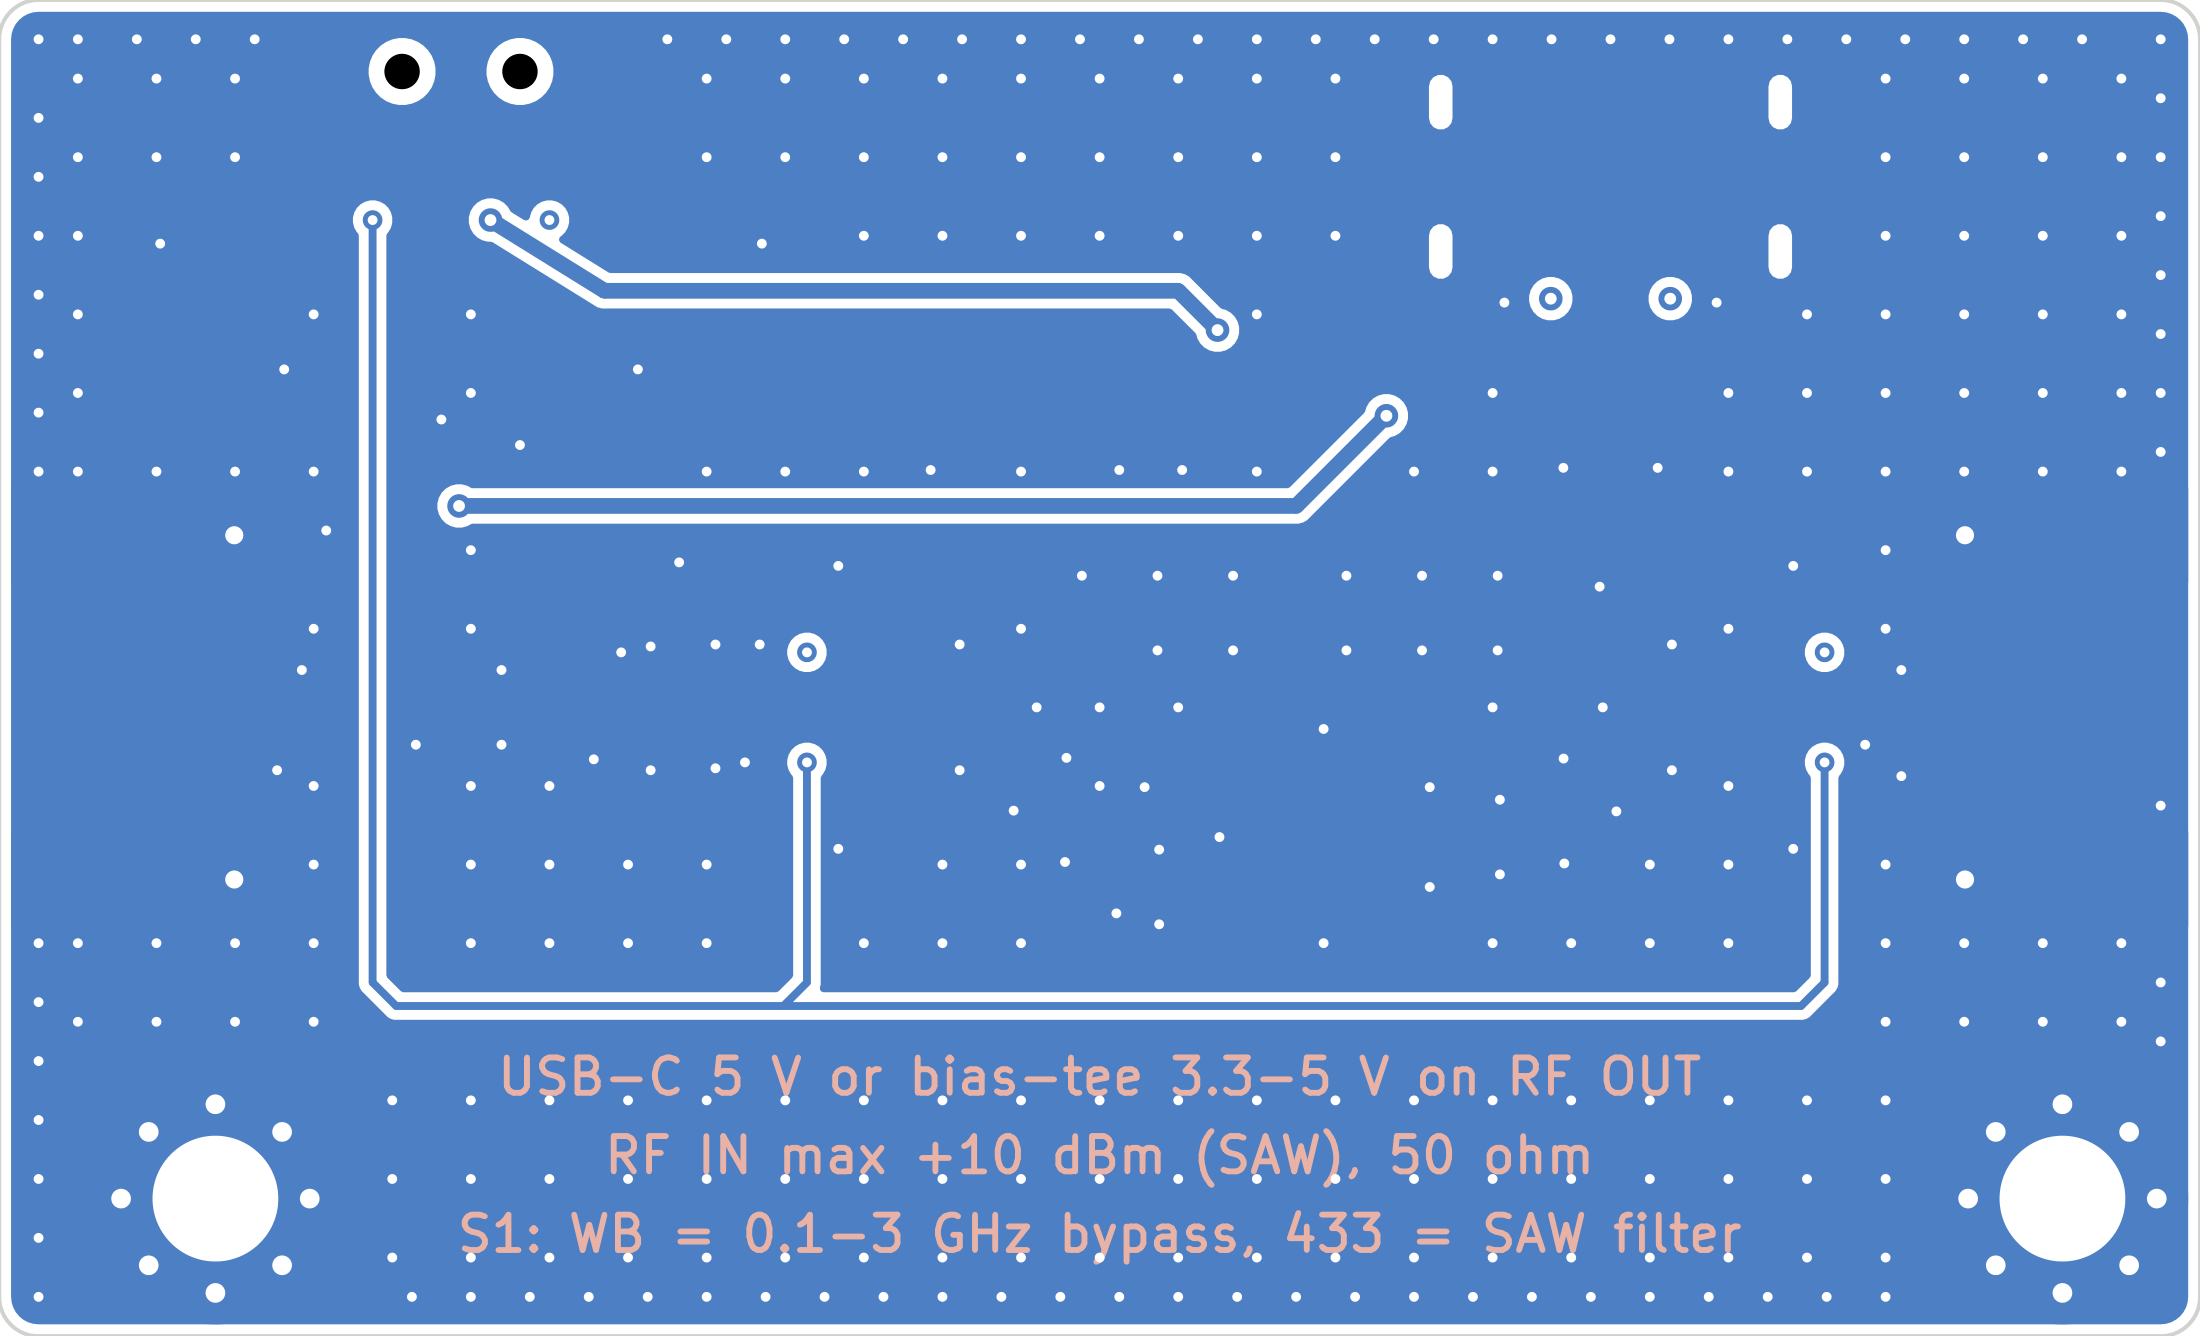 USB-C 5 V or bias-tee 3.3-5 V on RF OUT
RF IN max +10 dBm (SAW), 50 ohm
S1: WB = 0.1-3 GHz bypass, 433 = SAW filter